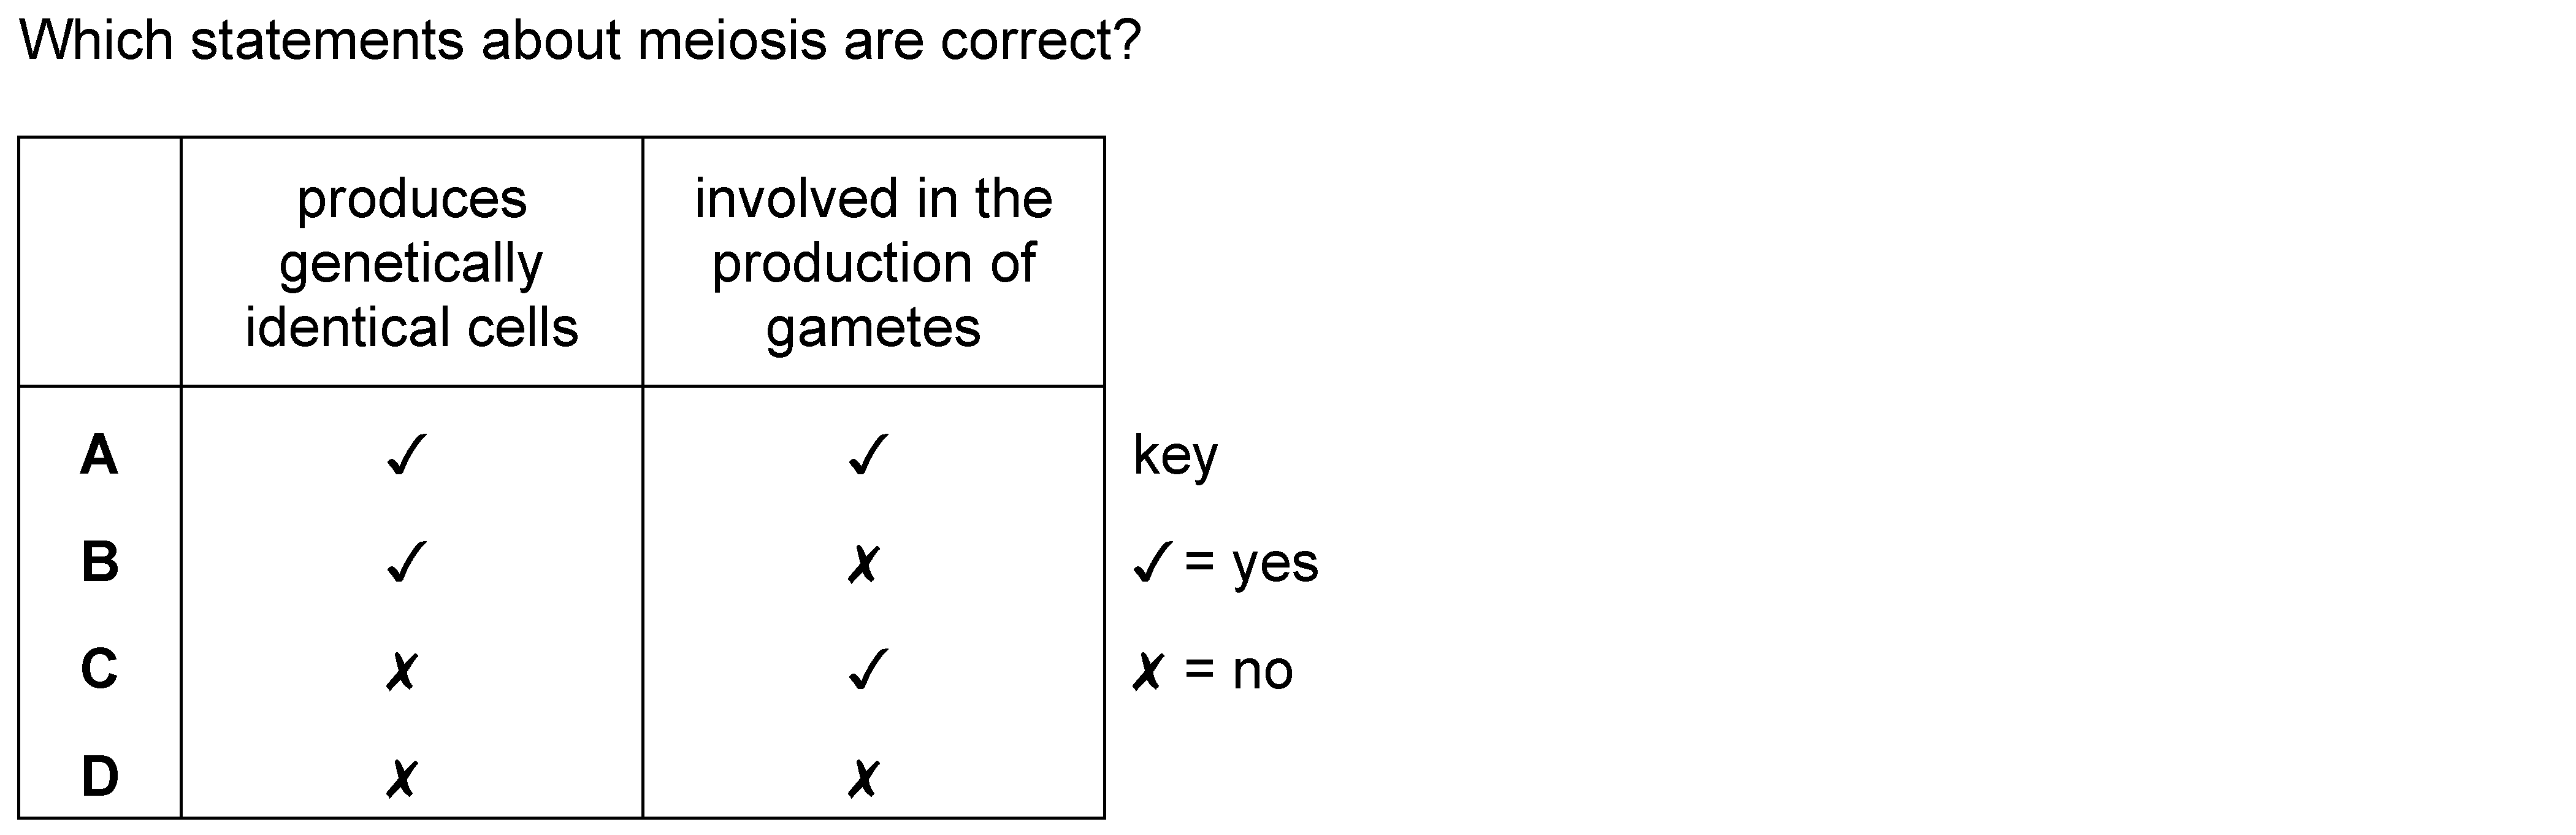 Which statements about meiosis are correct?
produces
genetically
identical cells
involved in the
production of
gametes
A ✓ ✓ key
B ✓ ✗ ✓ = yes
C ✗ ✓ ✗ = no
D ✗ ✗